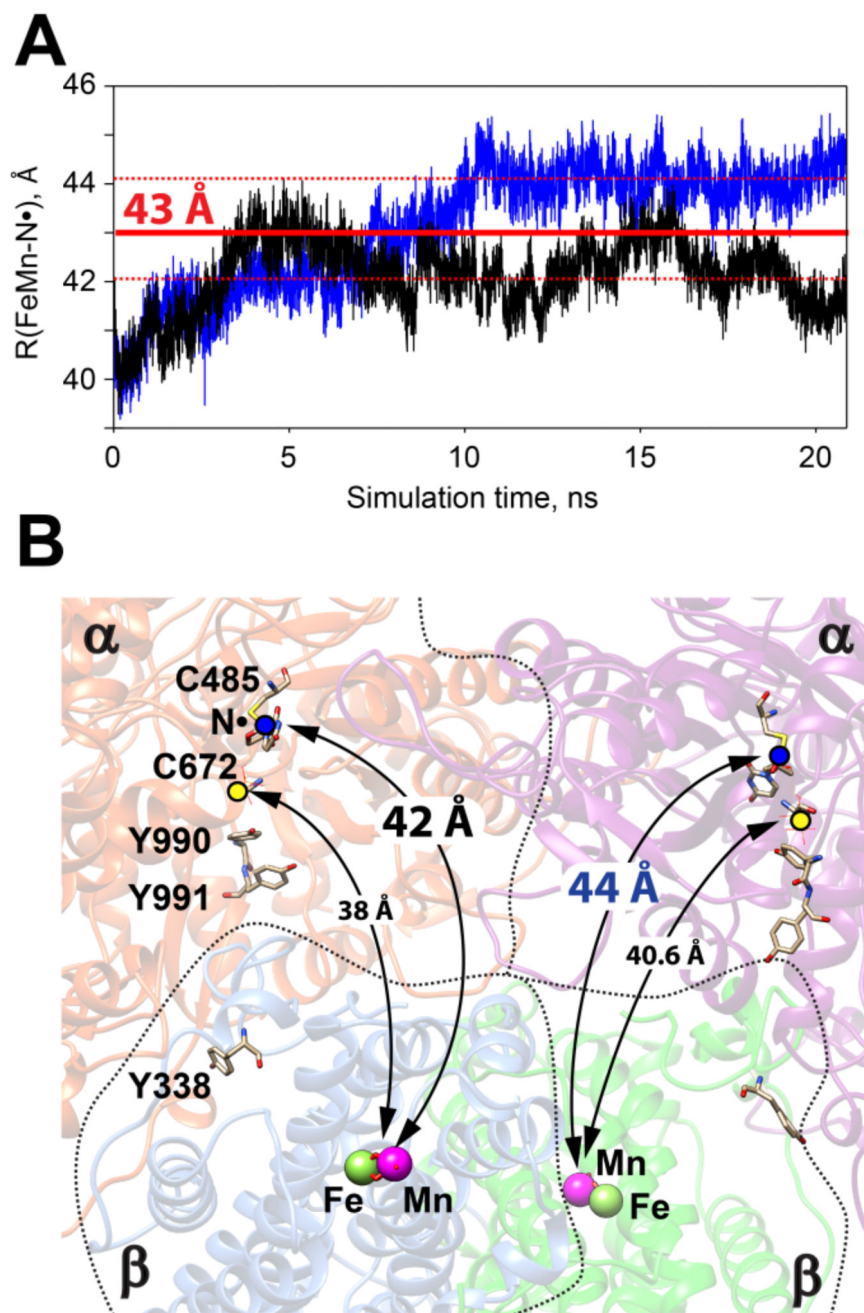 A
46
44
42
40
R(FeMn-N•), Å
43 Å
0
5
10
15
20
Simulation time, ns
B
α
α
C485
N•
C672
42 Å
Y990
Y991
38 Å
44 Å
40.6 Å
Y338
Fe
Mn
Mn
Fe
β
β